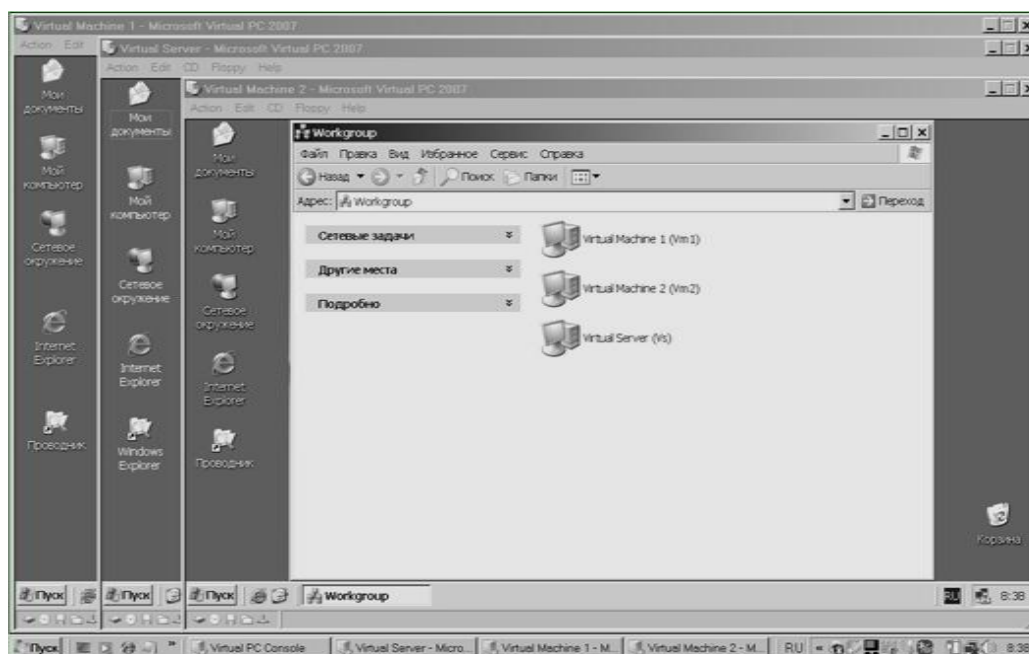 Virtual Machine 1 - Microsoft Virtual PC 2007
Action Edit
Virtual Server - Microsoft Virtual PC 2007
Action Edit CD Floppy Help
Virtual Machine 2 - Microsoft Virtual PC 2007
Action Edit CD Floppy Help
Мои документы
Мой компьютер
Сетевое окружение
Internet Explorer
Проводник
Мои документы
Мой компьютер
Сетевое окружение
Internet Explorer
Windows Explorer
Мои документы
Мой компьютер
Сетевое окружение
Internet Explorer
Проводник
Workgroup
Файл Правка Вид Избранное Сервис Справка
Назад Поиск Папки
Адрес: Workgroup Переход
Сетевые задачи
Другие места
Подробно
Virtual Machine 1 (Vm1)
Virtual Machine 2 (Vm2)
Virtual Server (Vs)
Корзина
Пуск Пуск Пуск Workgroup RU 8:38
Пуск Virtual PC Console Virtual Server - Micro... Virtual Machine 1 - M... Virtual Machine 2 - M... RU 8:38